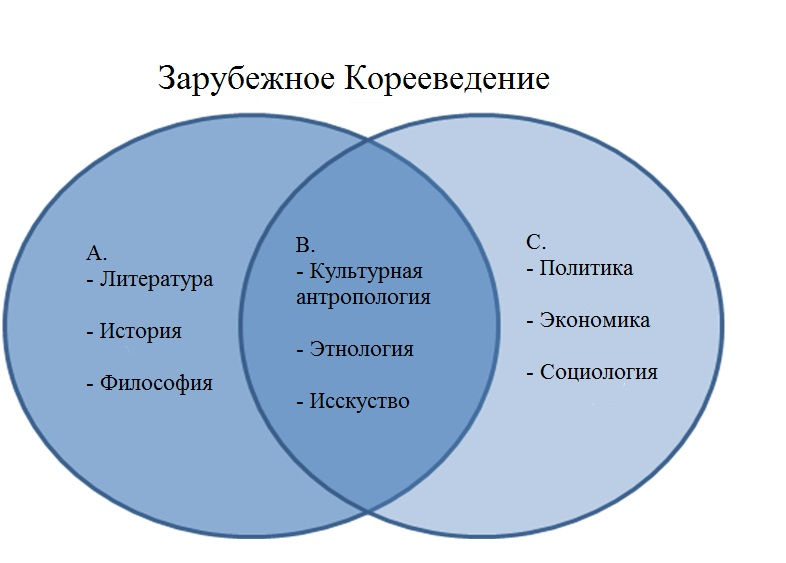 Зарубежное Корееведение
А.
- Литература
- История
- Философия
В.
- Культурная
антропология
- Этнология
- Исскуство
С.
- Политика
- Экономика
- Социология